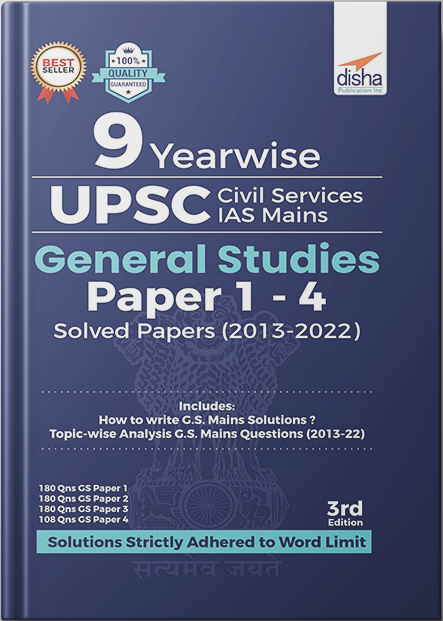 BEST
SELLER
100%
QUALITY
GUARANTEED
disha
Publication Inc
9 Yearwise
UPSC Civil Services
IAS Mains
General Studies
Paper 1 - 4
Solved Papers (2013-2022)
Includes:
How to write G.S. Mains Solutions ?
Topic-wise Analysis G.S. Mains Questions (2013-22)
180 Qns GS Paper 1
180 Qns GS Paper 2
180 Qns GS Paper 3
108 Qns GS Paper 4
3rd
Edition
Solutions Strictly Adhered to Word Limit
सत्यमेव जयते